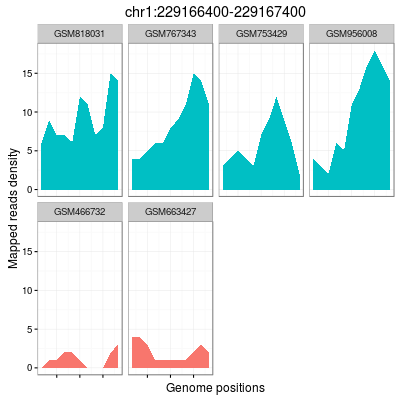 chr1:229166400-229167400
GSM818031 GSM767343 GSM753429 GSM956008
15
10
5
0
GSM466732 GSM663427
15
10
5
0
Mapped reads density
Genome positions